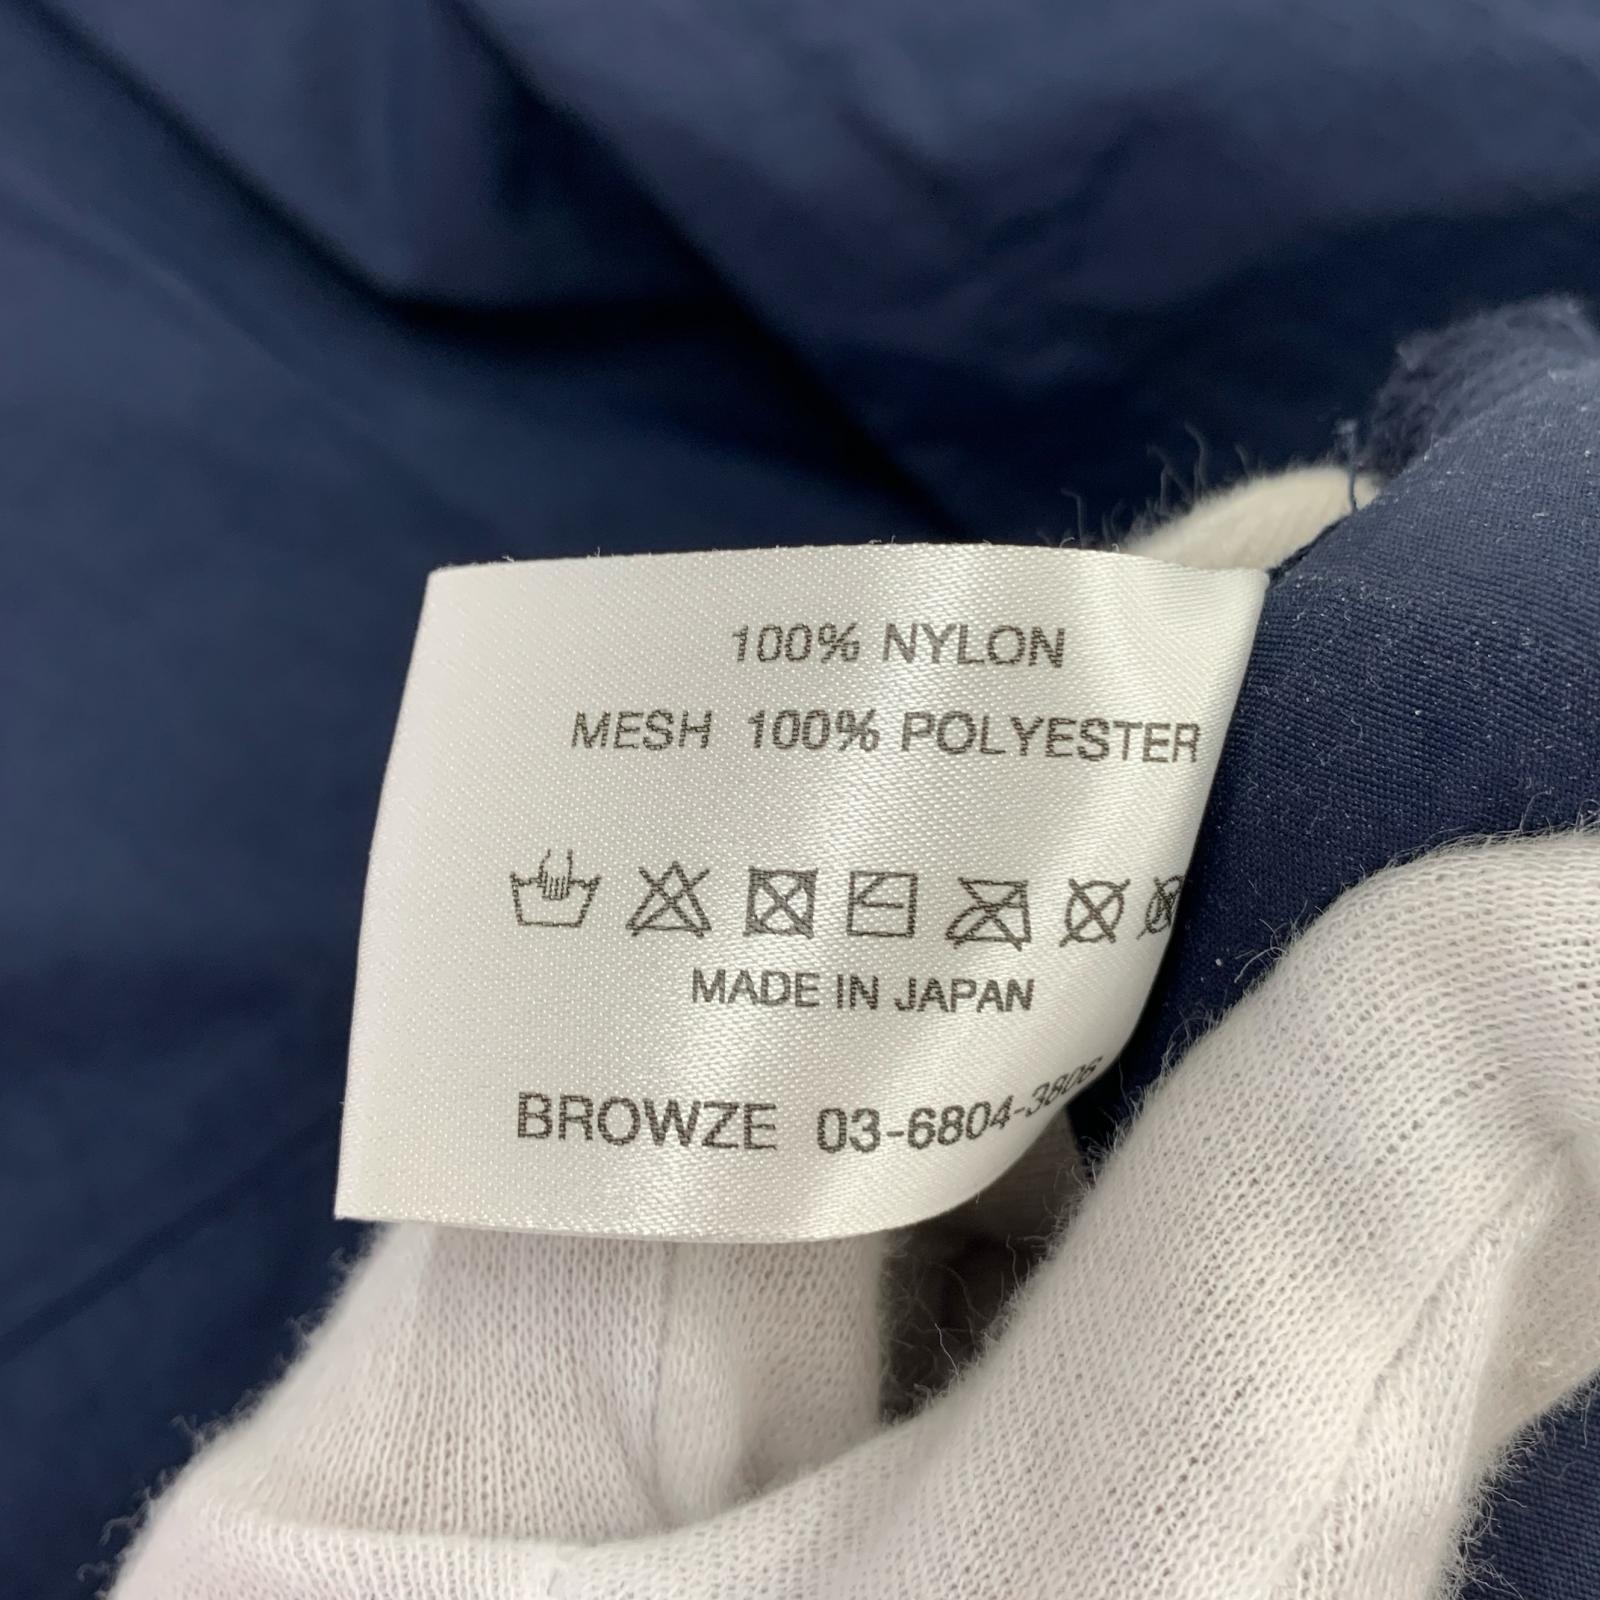 100% NYLON
MESH 100% POLYESTER
MADE IN JAPAN
BROWZE 03-6804-3806